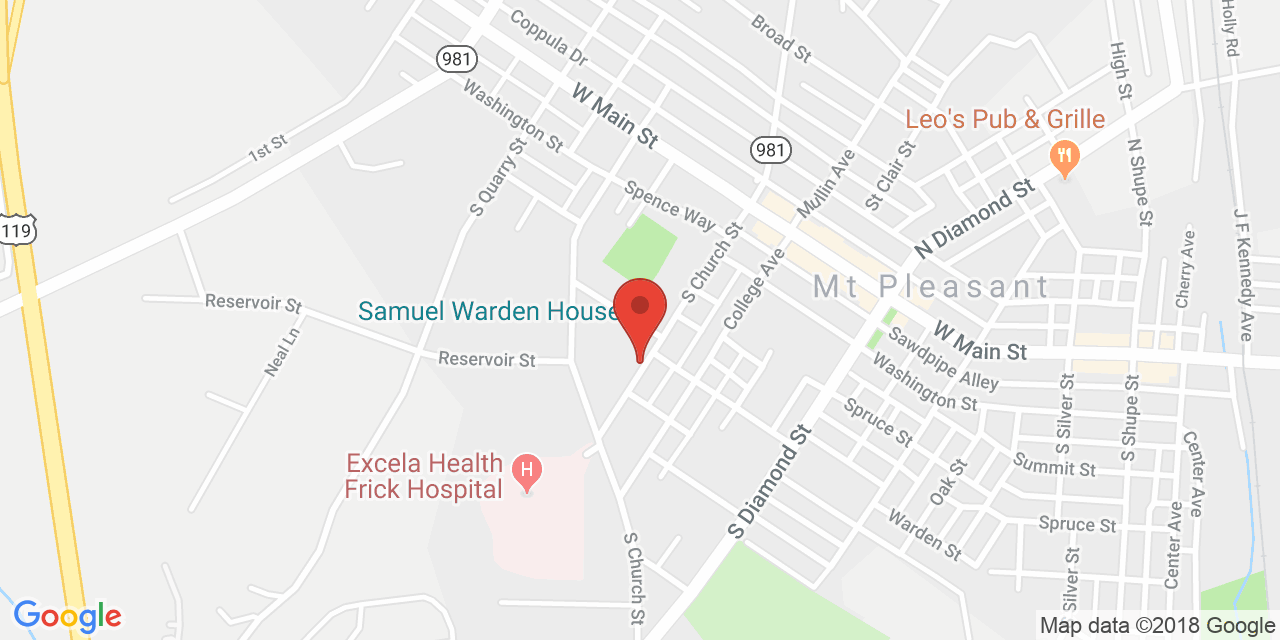 Coppula Dr
Broad St
Holly Rd
High St
981
W Main St
Washington St
Leo's Pub & Grille
1st St
981
S Quarry St
Mullin Ave
St Clair St
N Shupe St
Spence Way
N Diamond St
119
J F Kennedy Ave
Cherry Ave
S Church St
College Ave
Mt Pleasant
Reservoir St
Samuel Warden House
Neal Ln
Reservoir St
W Main St
Sawdpipe Alley
Washington St
S Silver St
S Shupe St
Spruce St
Center Ave
Excela Health
Frick Hospital
S Diamond St
Summit St
Oak St
Warden St
Spruce St
Center Ave
S Church St
S Silver St
Google
Map data ©2018 Google